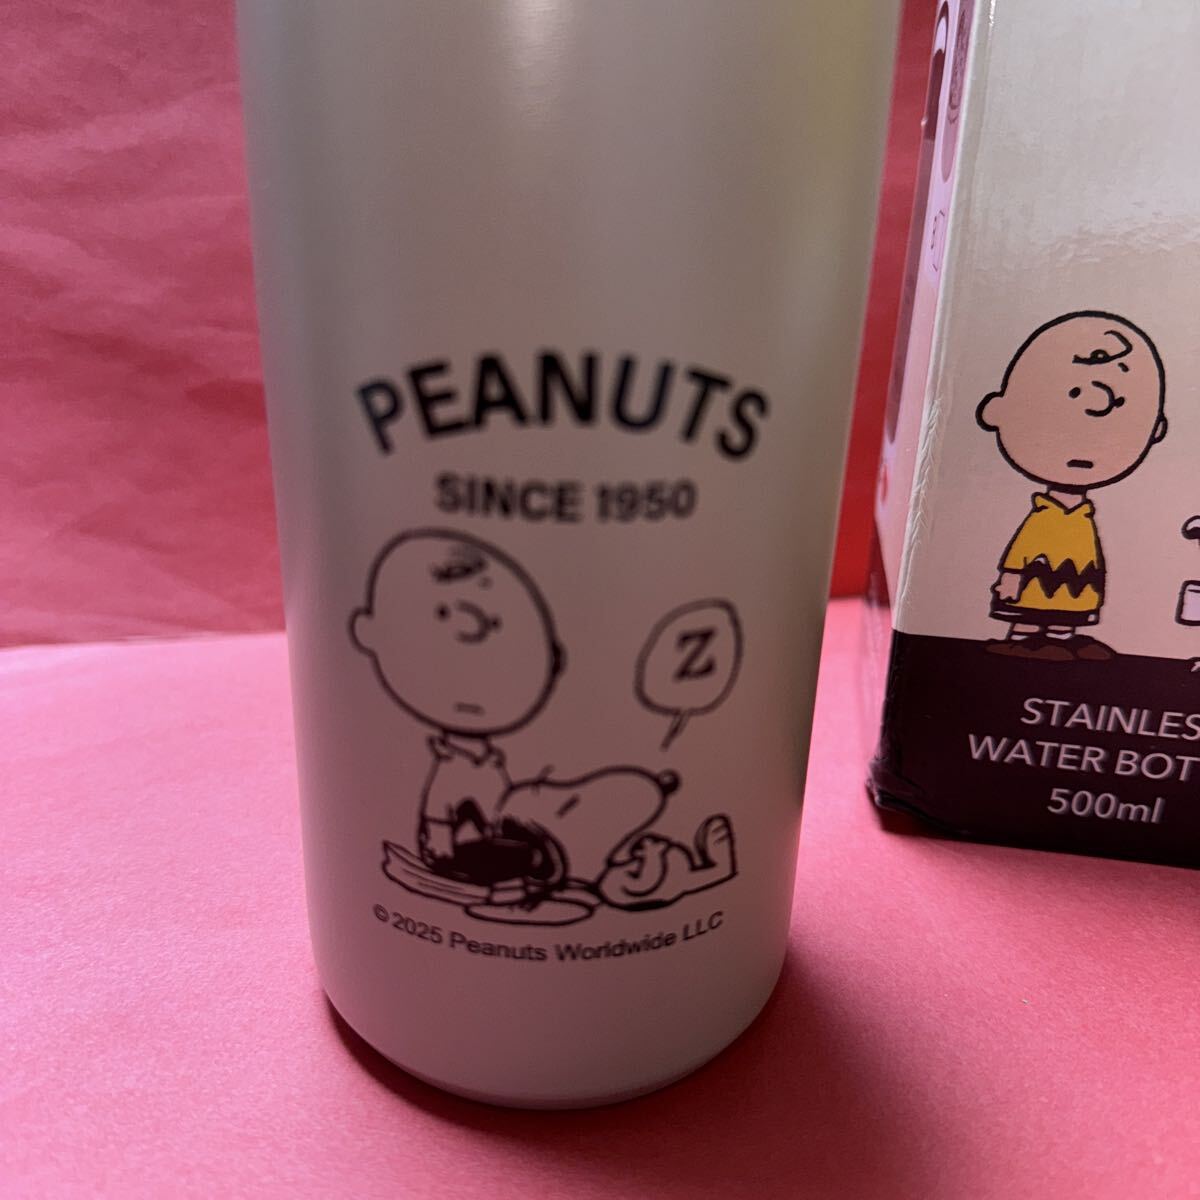 PEANUTS
SINCE 1950
Z
© 2025 Peanuts Worldwide LLC
STAINLES
WATER BOT
500ml